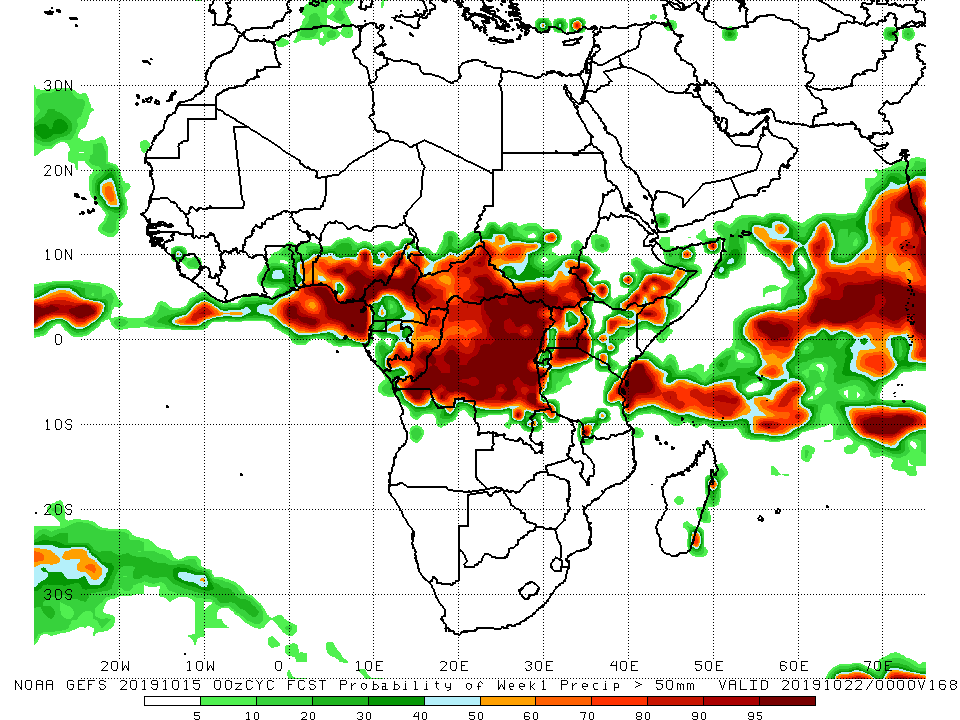 30N
20N
10N
0
10S
20S
30S
20W 10W 0 10E 20E 30E 40E 50E 60E 70E
NOAA GEFS 20191015 00zCYC FCST Probability of Week1 Precip > 50mm VALID 20191022/0000V168
5 10 20 30 40 50 60 70 80 90 95